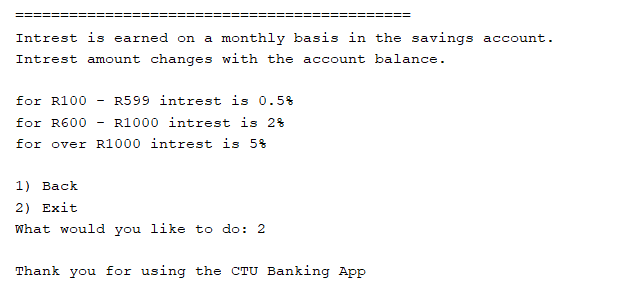 ============================================
Intrest is earned on a monthly basis in the savings account.
Intrest amount changes with the account balance.
for R100 - R599 intrest is 0.5%
for R600 - R1000 intrest is 2%
for over R1000 intrest is 5%
1) Back
2) Exit
What would you like to do: 2
Thank you for using the CTU Banking App